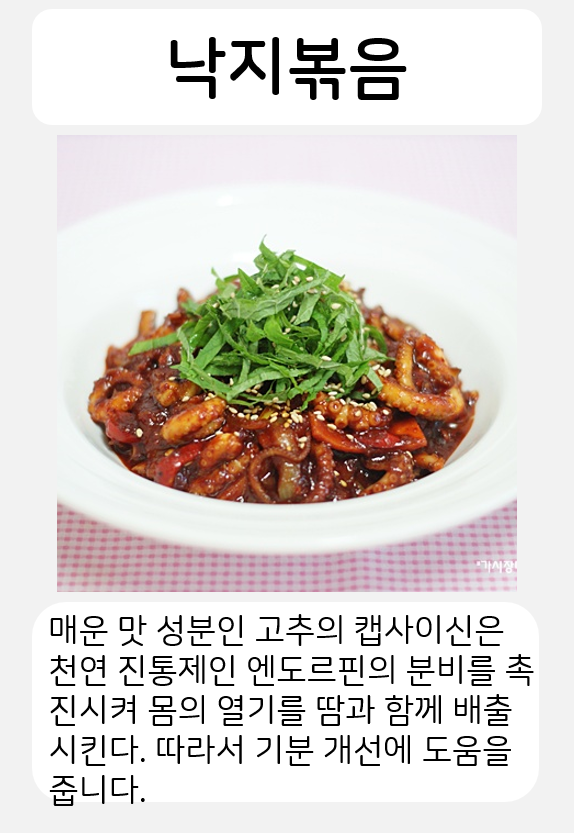 낙지볶음
매운 맛 성분인 고추의 캡사이신은
천연 진통제인 엔도르핀의 분비를 촉
진시켜 몸의 열기를 땀과 함께 배출
시킨다. 따라서 기분 개선에 도움을
줍니다.